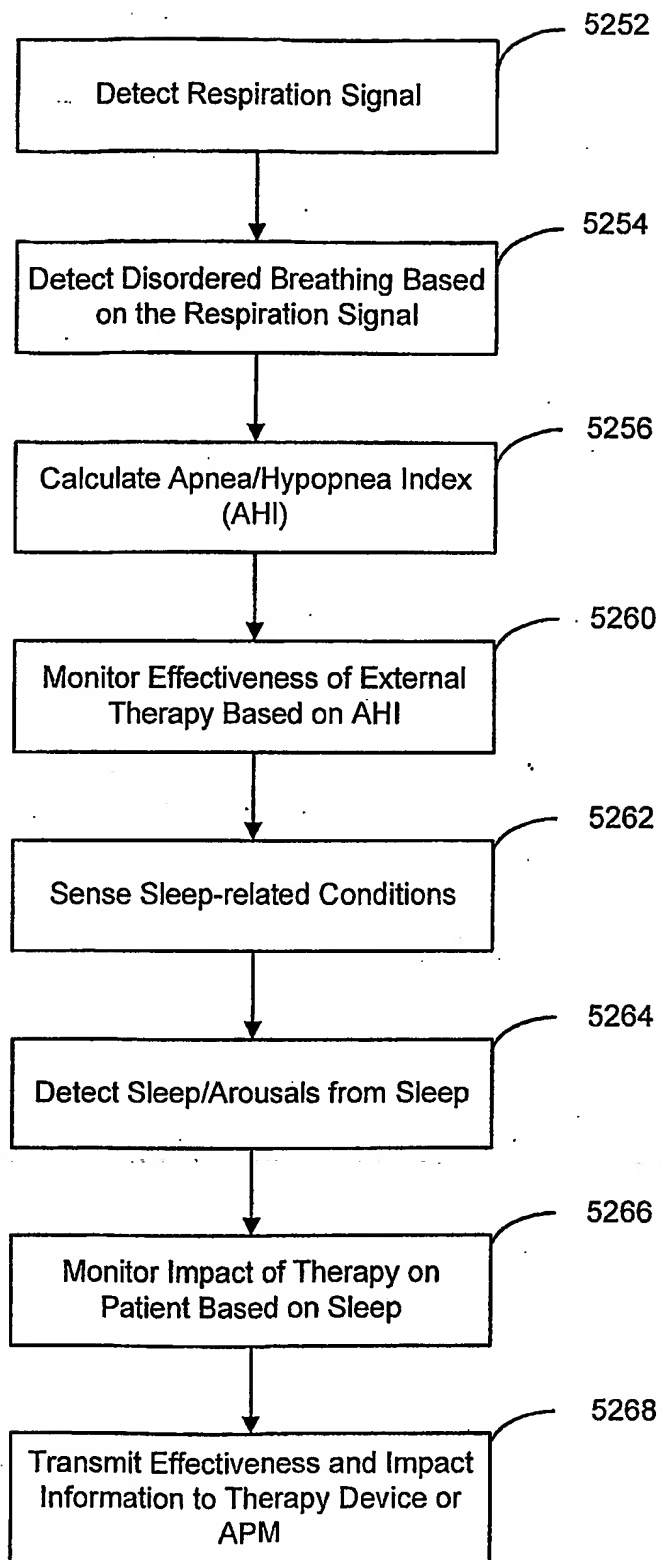 5252
Detect Respiration Signal
5254
Detect Disordered Breathing Based
on the Respiration Signal
5256
Calculate Apnea/Hypopnea Index
(AHI)
5260
Monitor Effectiveness of External
Therapy Based on AHI
5262
Sense Sleep-related Conditions
5264
Detect Sleep/Arousals from Sleep
5266
Monitor Impact of Therapy on
Patient Based on Sleep
5268
Transmit Effectiveness and Impact
Information to Therapy Device or
APM